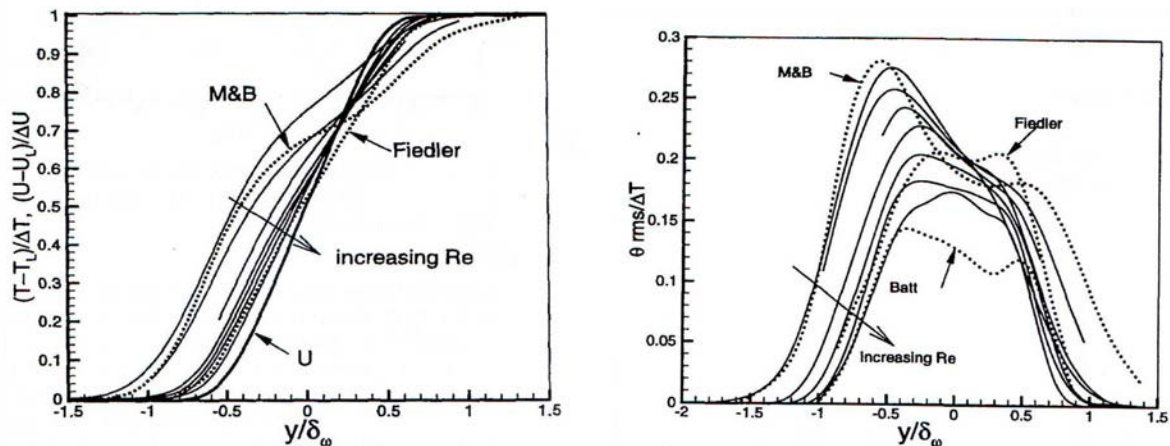 (T−T_L)/ΔT, (U−U_L)/ΔU
1
0.9
0.8
0.7
0.6
0.5
0.4
0.3
0.2
0.1
0
M&B
Fiedler
increasing Re
U
-1.5
-1
-0.5
0
0.5
1
1.5
y/δω
θ rms/ΔT
0.3
0.25
0.2
0.15
0.1
0.05
0
M&B
Fiedler
Batt
increasing Re
-2
-1.5
-1
-0.5
0
0.5
1
1.5
y/δω